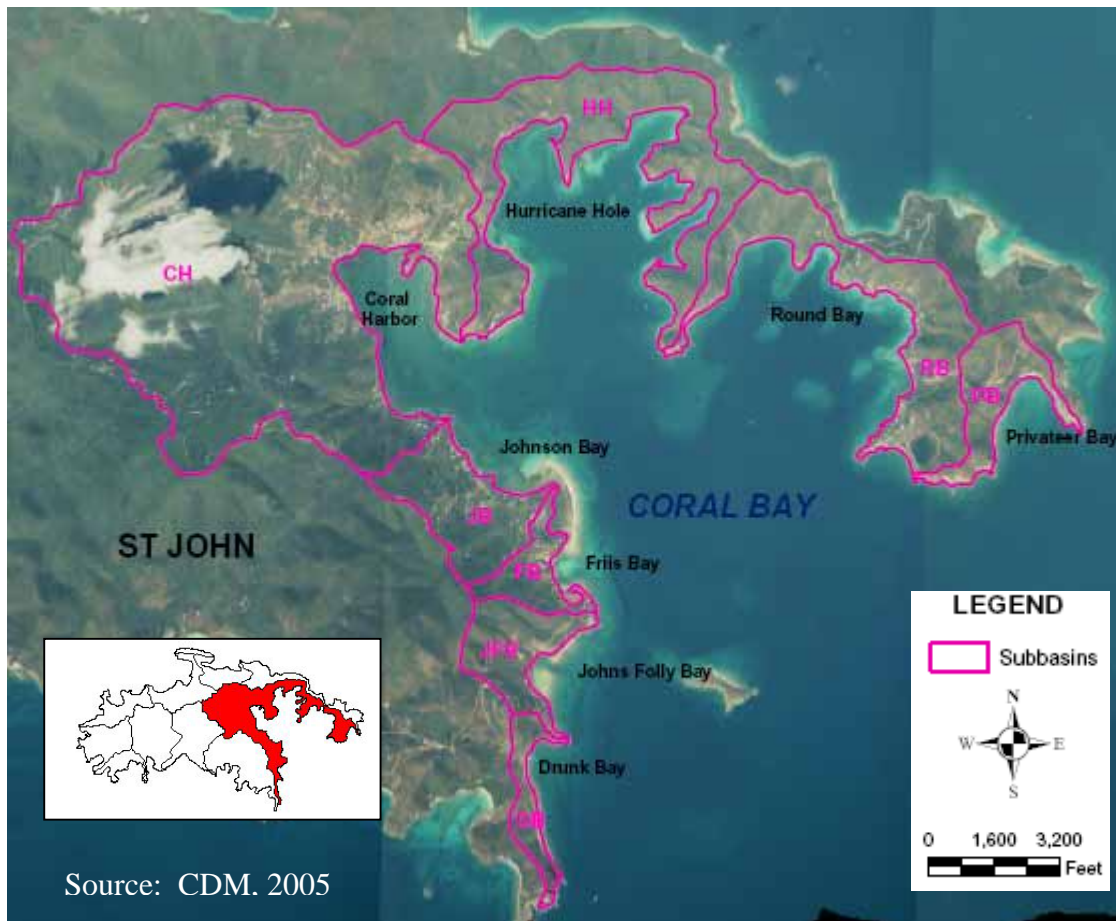 HH
Hurricane Hole
CH
Coral
Harbor
Round Bay
RB
PB
Privateer Bay
Johnson Bay
CORAL BAY
JB
ST JOHN
FB
Friis Bay
LEGEND
Subbasins
JFB
Johns Folly Bay
N
W E
S
Drunk Bay
DB
0 1,600 3,200
Feet
Source: CDM, 2005